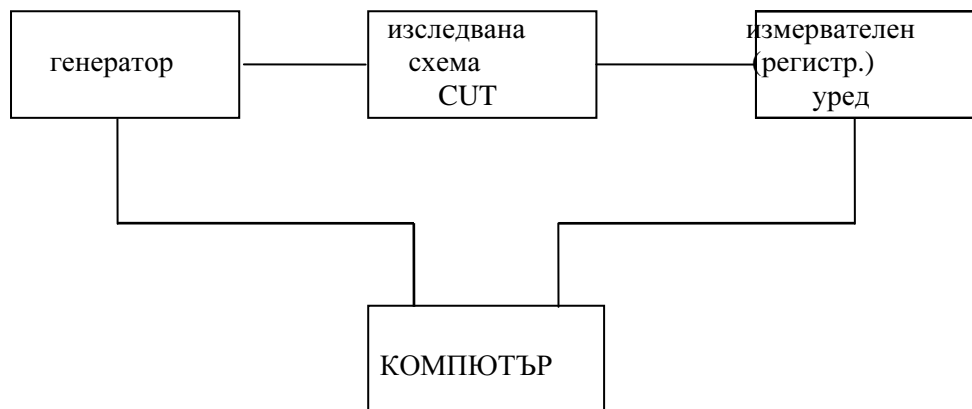 генератор
изследвана
схема
CUT
измервателен
(регистр.)
уред
КОМПЮТЪР